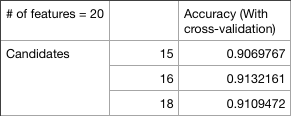 # of features = 20 Accuracy (With
cross-validation)
Candidates 15 0.9069767
16 0.9132161
18 0.9109472